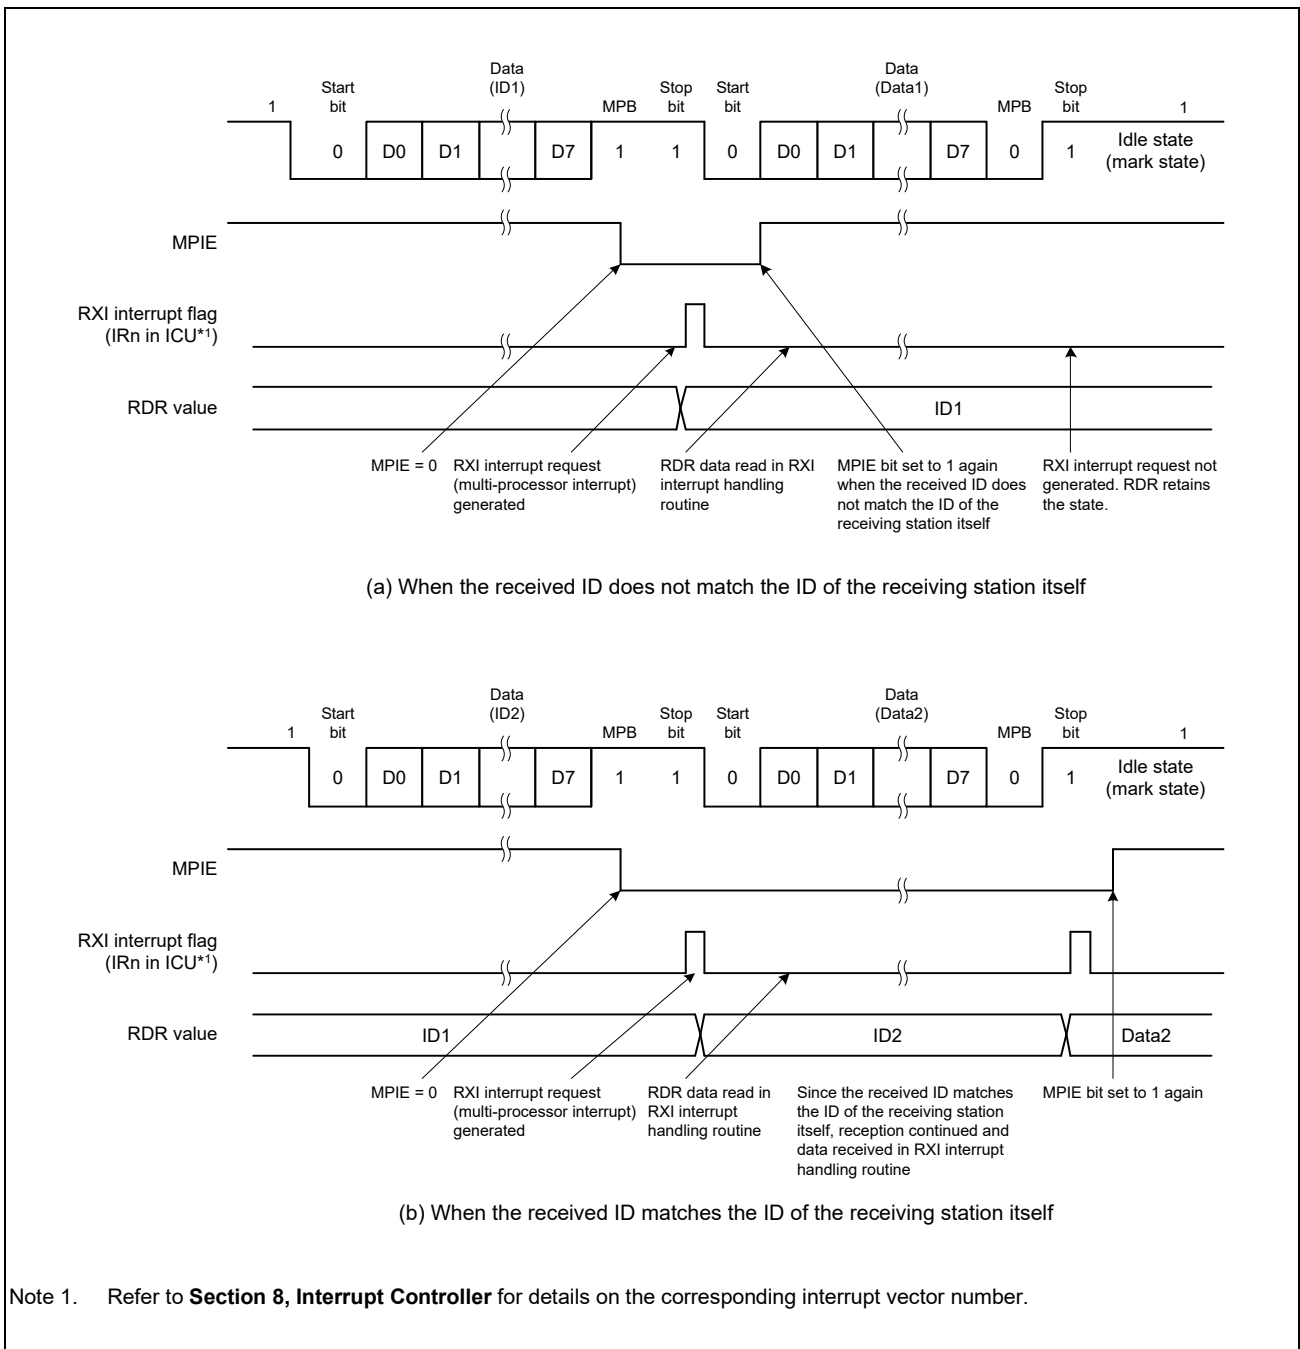 Data
(ID1)
Data
(Data1)
Start
bit
Stop
bit
Start
bit
Stop
bit
1
MPB
MPB
1
0 D0 D1 D7 1 1 0 D0 D1 D7 0 1
Idle state
(mark state)
MPIE
RXI interrupt flag
(IRn in ICU*1)
RDR value
ID1
MPIE = 0
RXI interrupt request
(multi-processor interrupt)
generated
RDR data read in RXI
interrupt handling
routine
MPIE bit set to 1 again
when the received ID does
not match the ID of the
receiving station itself
RXI interrupt request not
generated. RDR retains
the state.
(a) When the received ID does not match the ID of the receiving station itself
Data
(ID2)
Data
(Data2)
Start
bit
Stop
bit
Start
bit
Stop
bit
1
MPB
MPB
1
0 D0 D1 D7 1 1 0 D0 D1 D7 0 1
Idle state
(mark state)
MPIE
RXI interrupt flag
(IRn in ICU*1)
RDR value
ID1
ID2
Data2
MPIE = 0
RXI interrupt request
(multi-processor interrupt)
generated
RDR data read in
RXI interrupt
handling routine
Since the received ID matches
the ID of the receiving station
itself, reception continued and
data received in RXI interrupt
handling routine
MPIE bit set to 1 again
(b) When the received ID matches the ID of the receiving station itself
Note 1. Refer to Section 8, Interrupt Controller for details on the corresponding interrupt vector number.